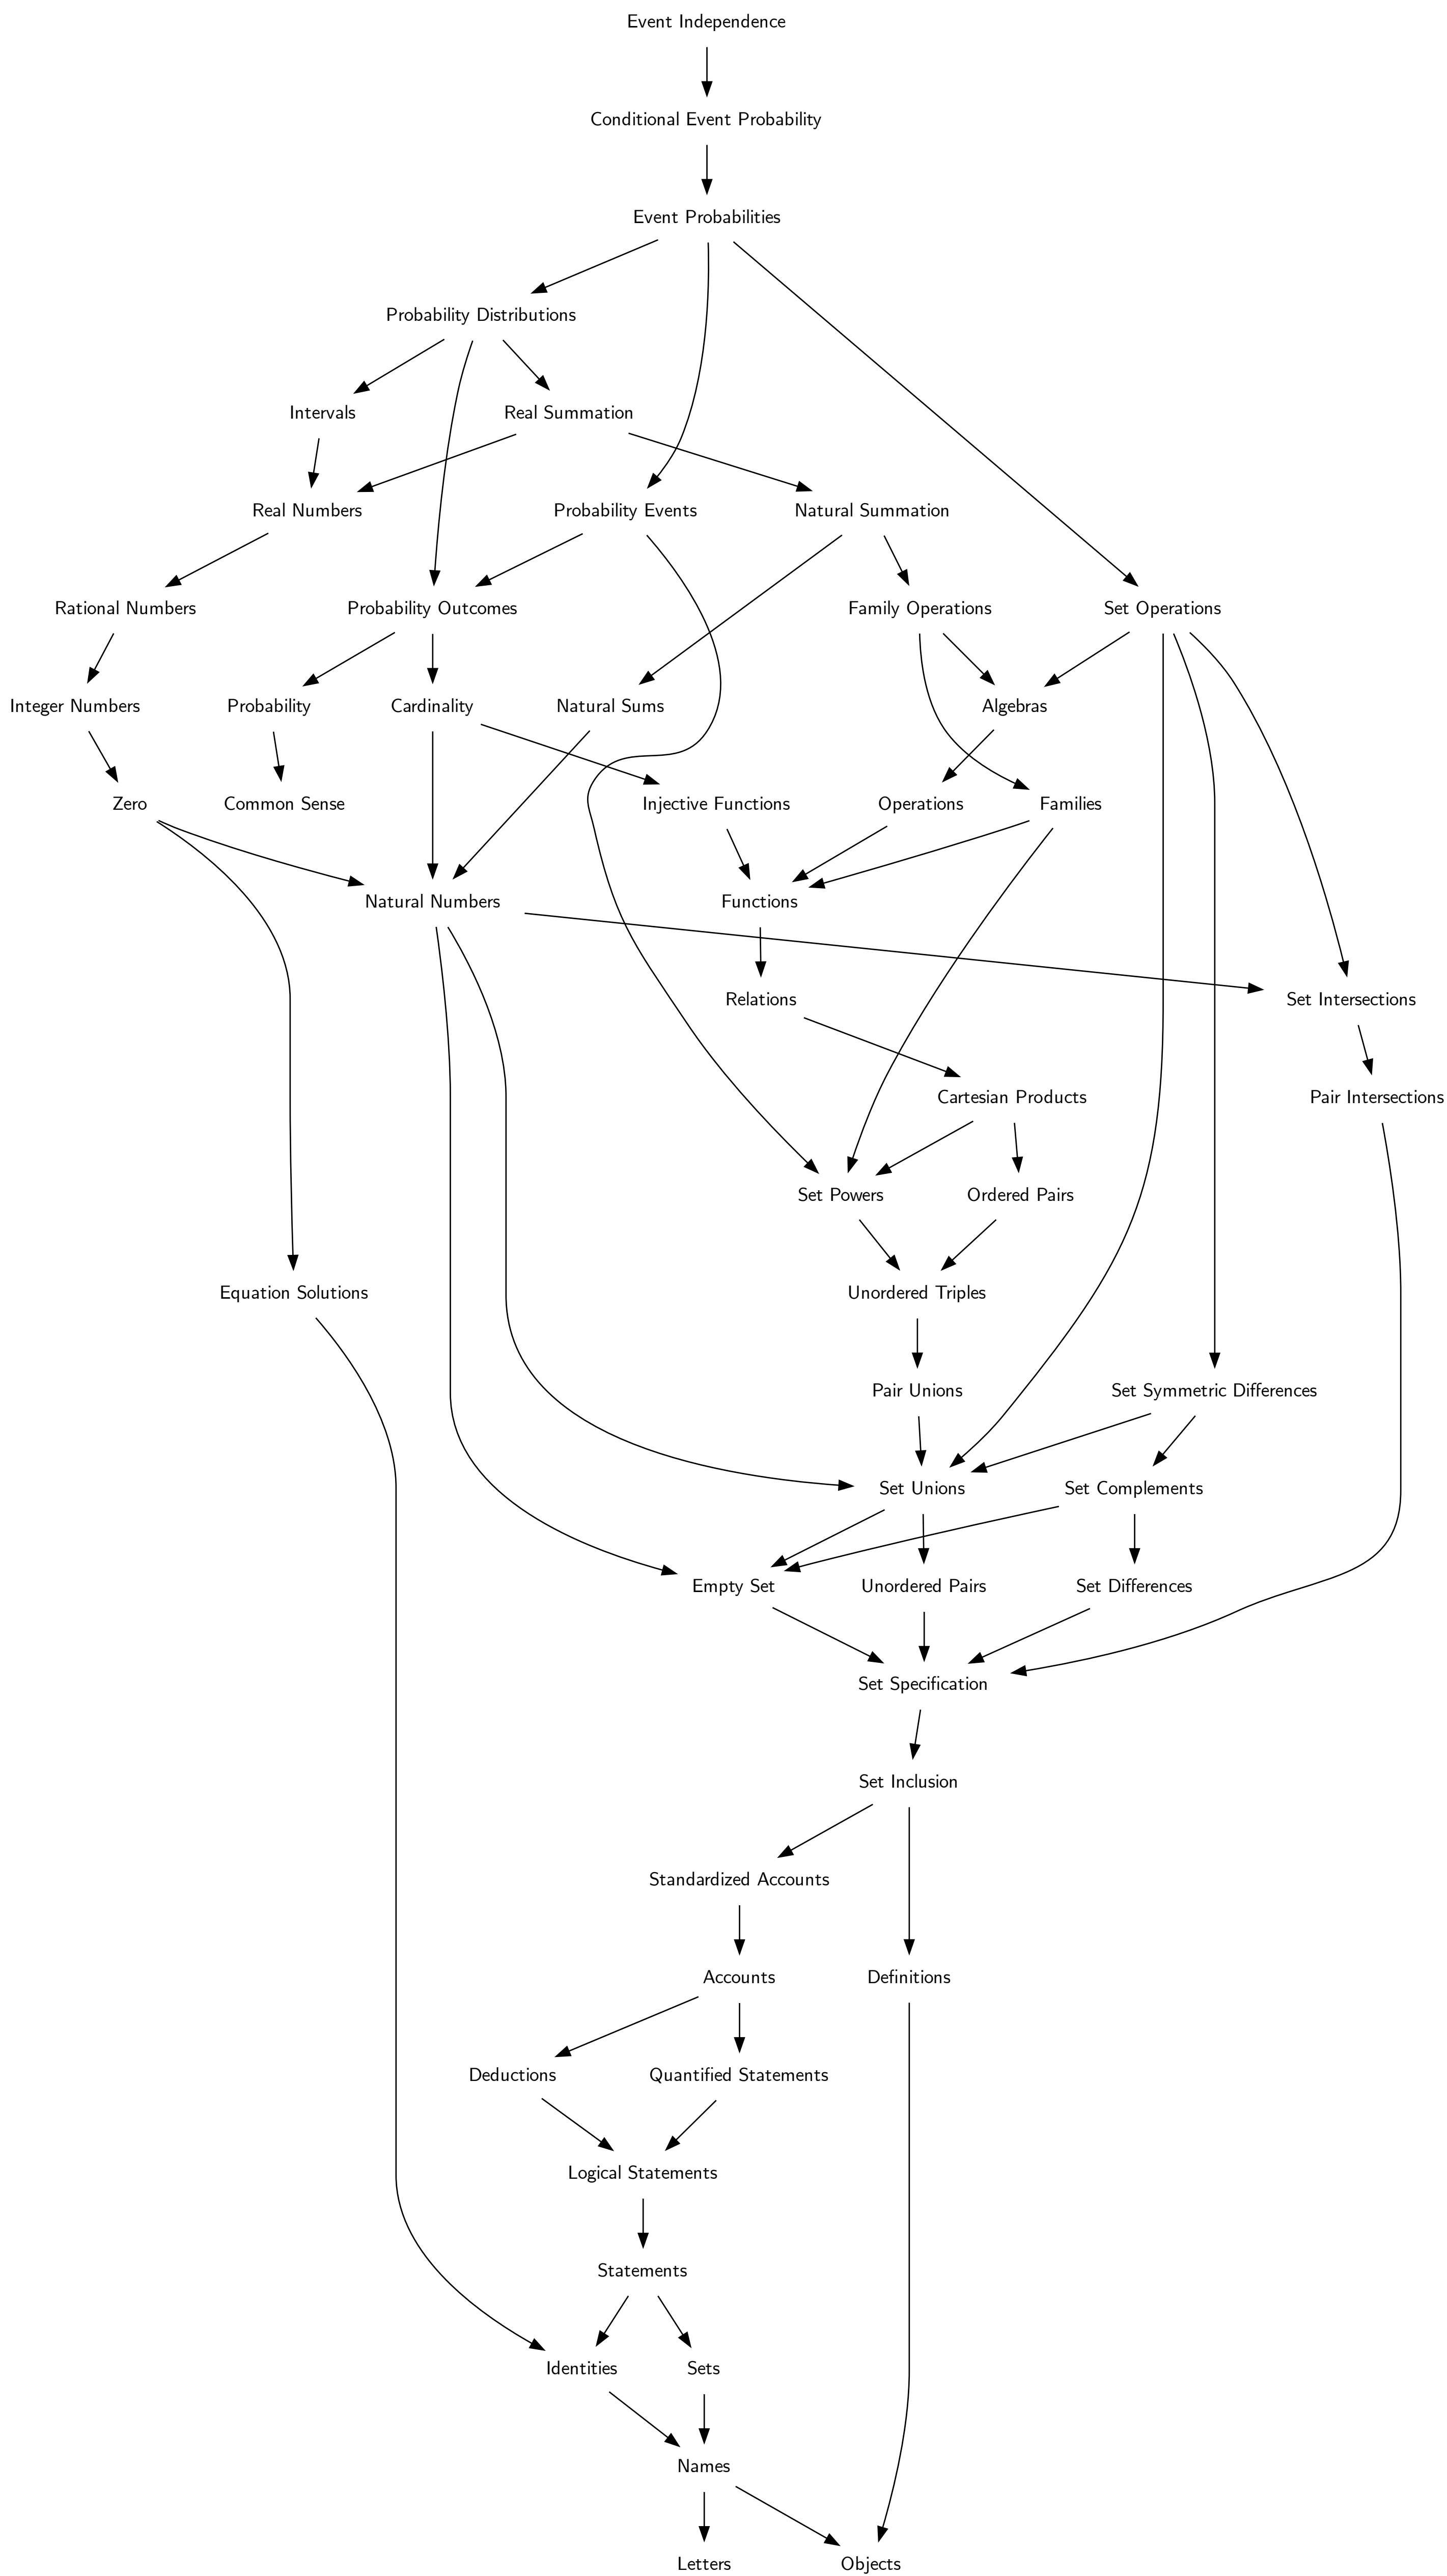 Event Independence
Conditional Event Probability
Event Probabilities
Probability Distributions
Intervals
Real Summation
Real Numbers
Probability Events
Natural Summation
Rational Numbers
Probability Outcomes
Family Operations
Set Operations
Integer Numbers
Probability
Cardinality
Natural Sums
Algebras
Zero
Common Sense
Injective Functions
Operations
Families
Natural Numbers
Functions
Relations
Set Intersections
Cartesian Products
Pair Intersections
Set Powers
Ordered Pairs
Equation Solutions
Unordered Triples
Pair Unions
Set Symmetric Differences
Set Unions
Set Complements
Empty Set
Unordered Pairs
Set Differences
Set Specification
Set Inclusion
Standardized Accounts
Accounts
Definitions
Deductions
Quantified Statements
Logical Statements
Statements
Identities
Sets
Names
Letters
Objects